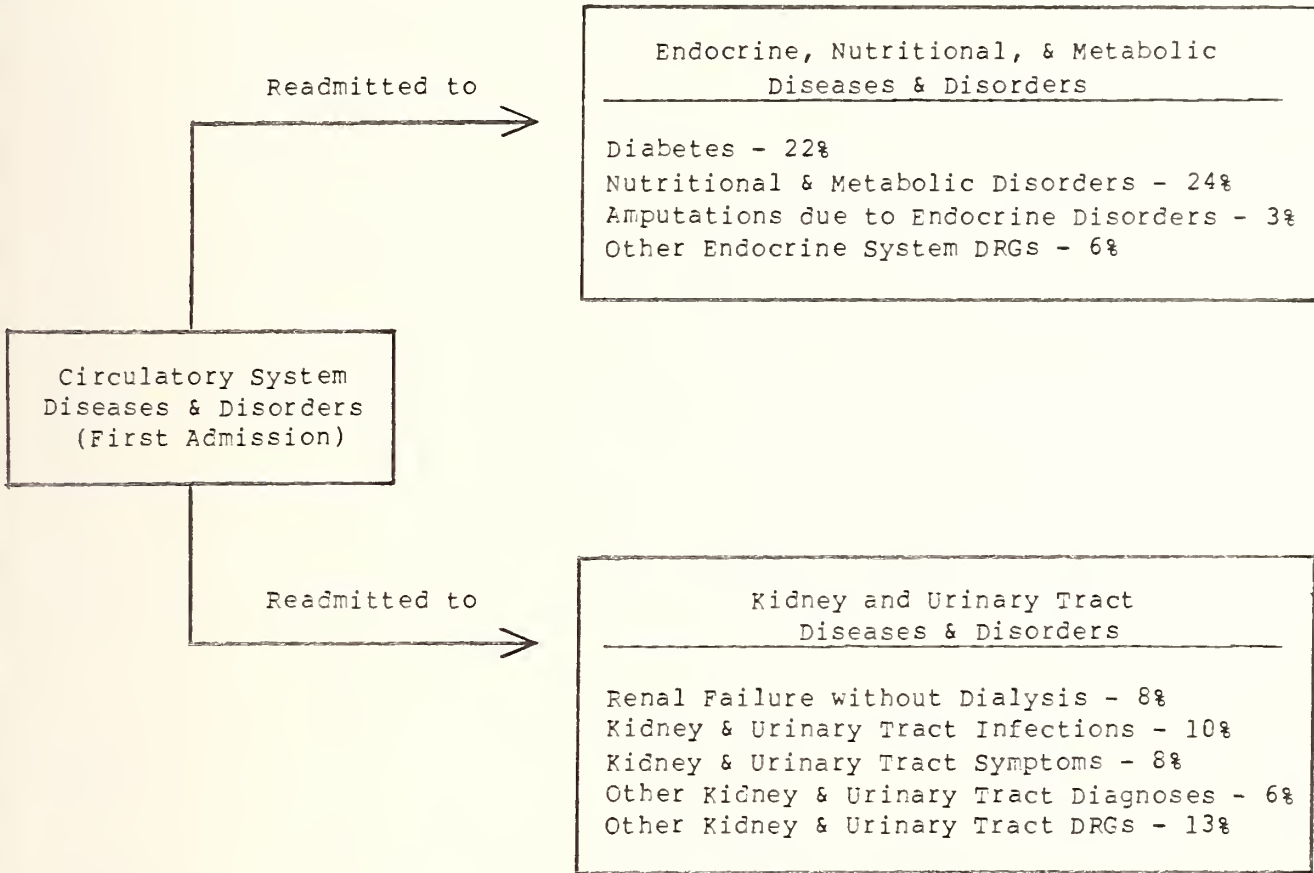 Endocrine, Nutritional, & Metabolic
Diseases & Disorders
Readmitted to
Diabetes - 22%
Nutritional & Metabolic Disorders - 24%
Amputations due to Endocrine Disorders - 3%
Other Endocrine System DRGs - 6%
Circulatory System
Diseases & Disorders
(First Admission)
Readmitted to
Kidney and Urinary Tract
Diseases & Disorders
Renal Failure without Dialysis - 8%
Kidney & Urinary Tract Infections - 10%
Kidney & Urinary Tract Symptoms - 8%
Other Kidney & Urinary Tract Diagnoses - 6%
Other Kidney & Urinary Tract DRGs - 13%